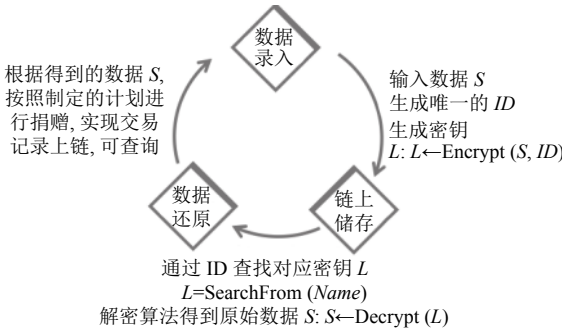 数据
录入
输入数据 S
生成唯一的 ID
生成密钥
L: L←Encrypt (S, ID)
链上
储存
通过 ID 查找对应密钥 L
L=SearchFrom (Name)
解密算法得到原始数据 S: S←Decrypt (L)
数据
还原
根据得到的数据 S,
按照制定的计划进
行捐赠, 实现交易
记录上链, 可查询